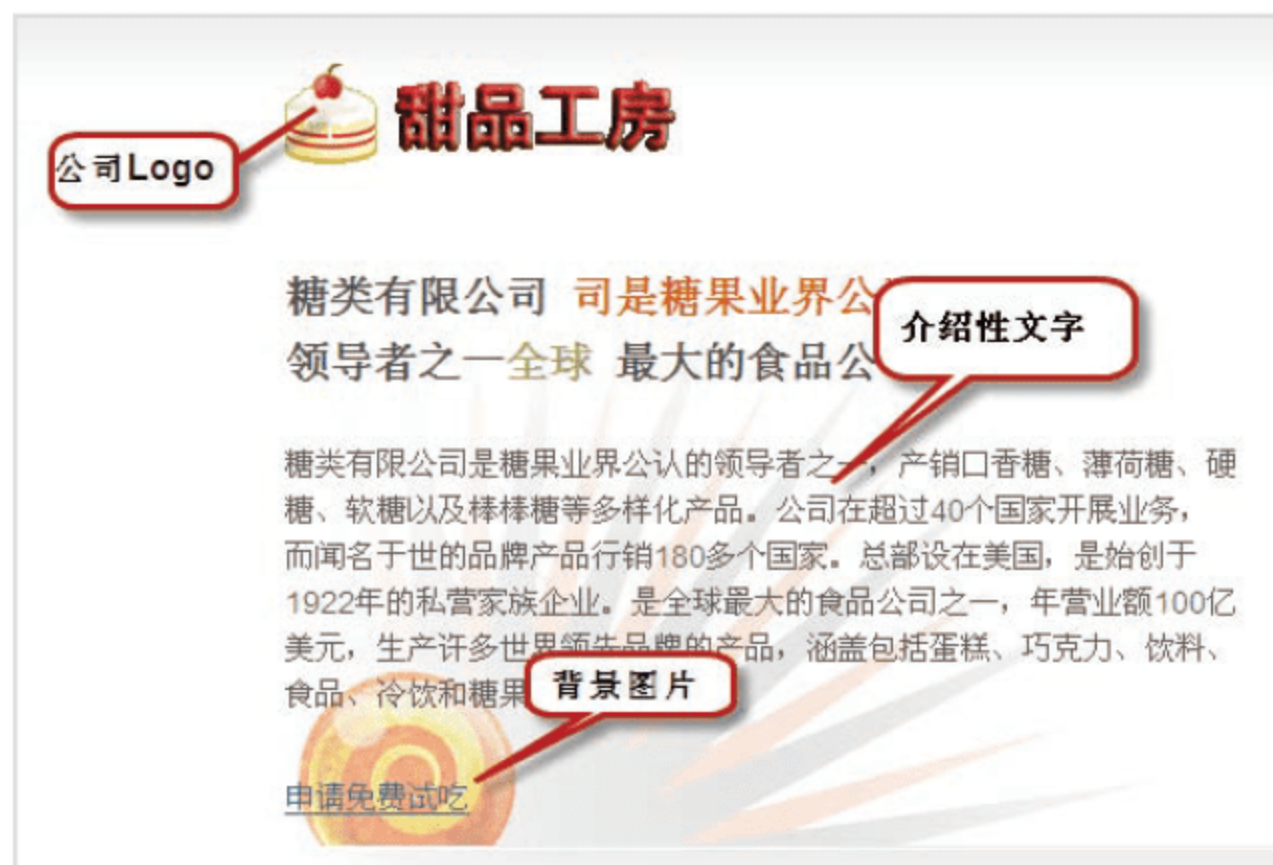 甜品工房
公司Logo
糖类有限公司 司是糖果业界公
介绍性文字
领导者之一全球 最大的食品公
糖类有限公司是糖果业界公认的领导者之一，产销口香糖、薄荷糖、硬
糖、软糖以及棒棒糖等多样化产品。公司在超过40个国家开展业务，
而闻名于世的品牌产品行销180多个国家。总部设在美国，是始创于
1922年的私营家族企业。是全球最大的食品公司之一，年营业额100亿
美元，生产许多世界领先品牌的产品，涵盖包括蛋糕、巧克力、饮料、
食品、冷饮和糖果
背景图片
申请免费试吃